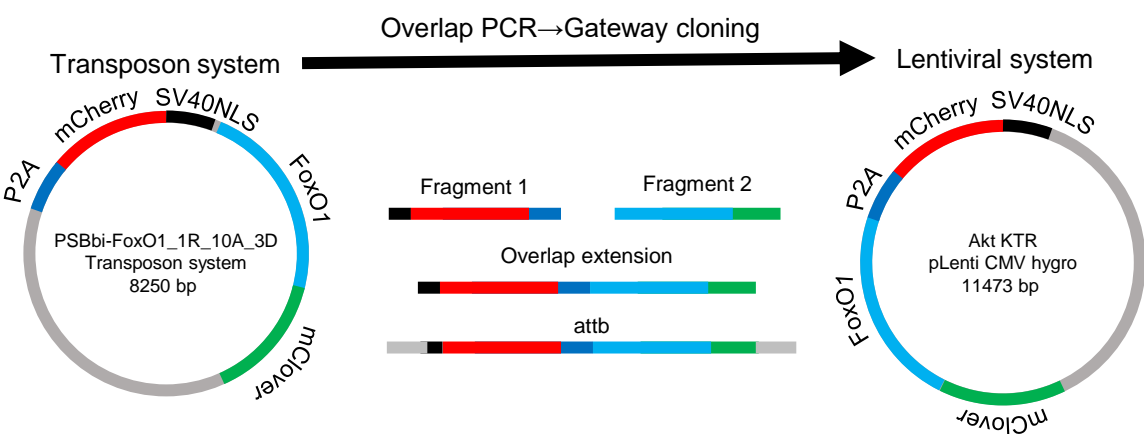 Overlap PCR→Gateway cloning
Transposon system
Lentiviral system
mCherry
SV40NLS
P2A
FoxO1
mClover
PSBbi-FoxO1_1R_10A_3D
Transposon system
8250 bp
Fragment 1
Fragment 2
Overlap extension
attb
mCherry
SV40NLS
P2A
FoxO1
mClover
Akt KTR
pLenti CMV hygro
11473 bp